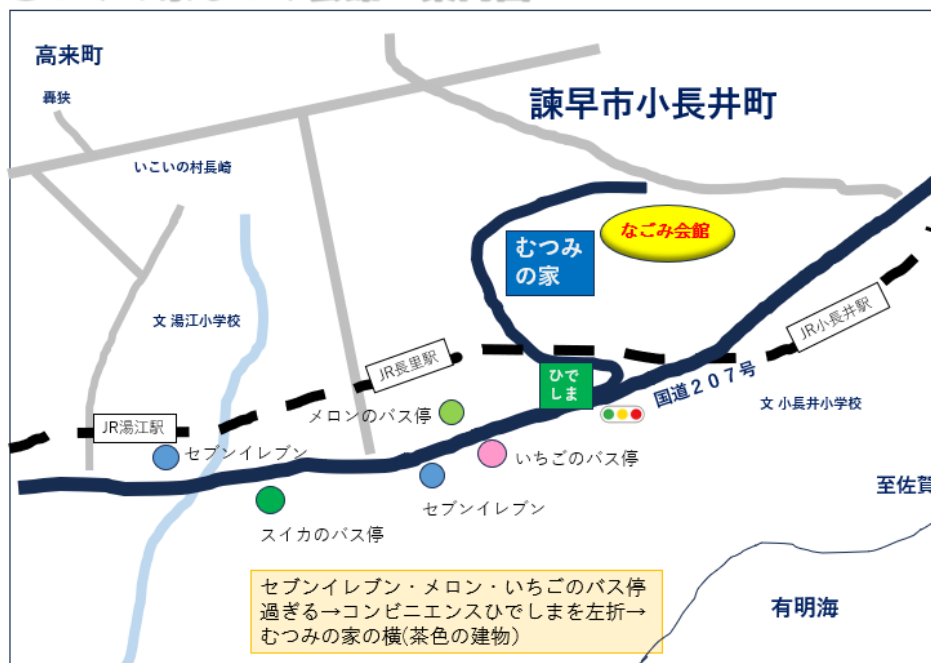 高来町
轟狭
諫早市小長井町
いこいの村長崎
なごみ会館
むつみ
の家
文 湯江小学校
JR小長井駅
JR長里駅
ひで
しま
国道207号
文 小長井小学校
メロンのバス停
JR湯江駅
セブンイレブン
いちごのバス停
至佐賀
セブンイレブン
スイカのバス停
セブンイレブン・メロン・いちごのバス停
過ぎる→コンビニエンスひでしまを左折→
むつみの家の横(茶色の建物)
有明海